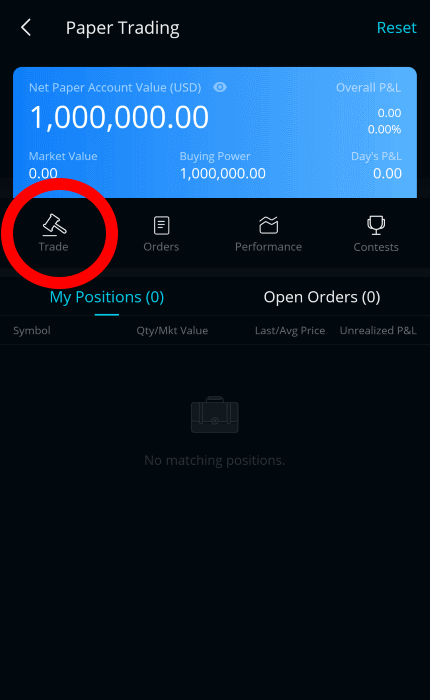 Paper Trading Reset
Net Paper Account Value (USD) Overall P&L
1,000,000.00
0.00
0.00%
Market Value Buying Power Day's P&L
0.00 1,000,000.00 0.00
Trade Orders Performance Contests
My Positions (0) Open Orders (0)
Symbol Qty/Mkt Value Last/Avg Price Unrealized P&L
No matching positions.